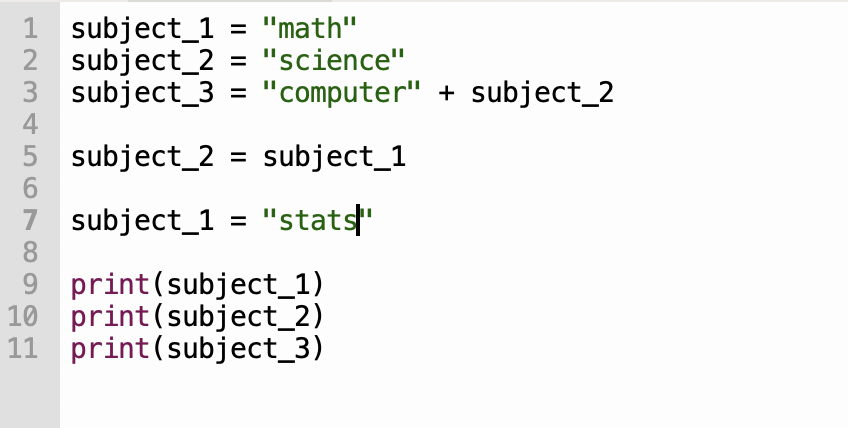 1 subject_1 = "math"
2 subject_2 = "science"
3 subject_3 = "computer" + subject_2
4
5 subject_2 = subject_1
6
7 subject_1 = "stats"
8
9 print(subject_1)
10 print(subject_2)
11 print(subject_3)